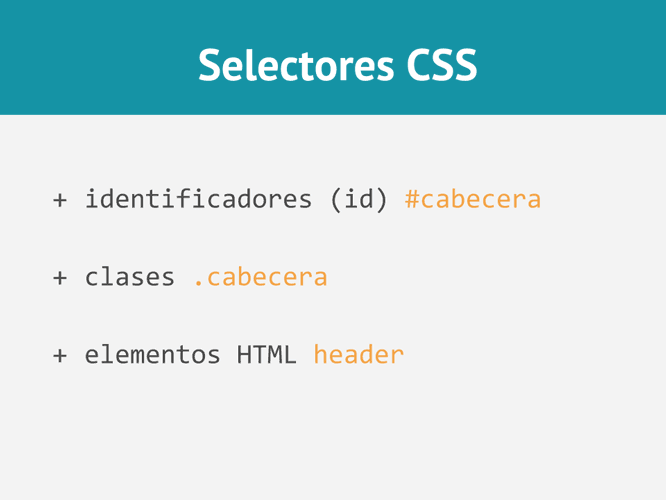 Selectores CSS
+ identificadores (id) #cabecera
+ clases .cabecera
+ elementos HTML header